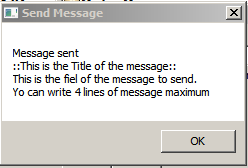 Send Message
Message sent
::This is the Title of the message::
This is the fiel of the message to send.
Yo can write 4 lines of message maximum
OK